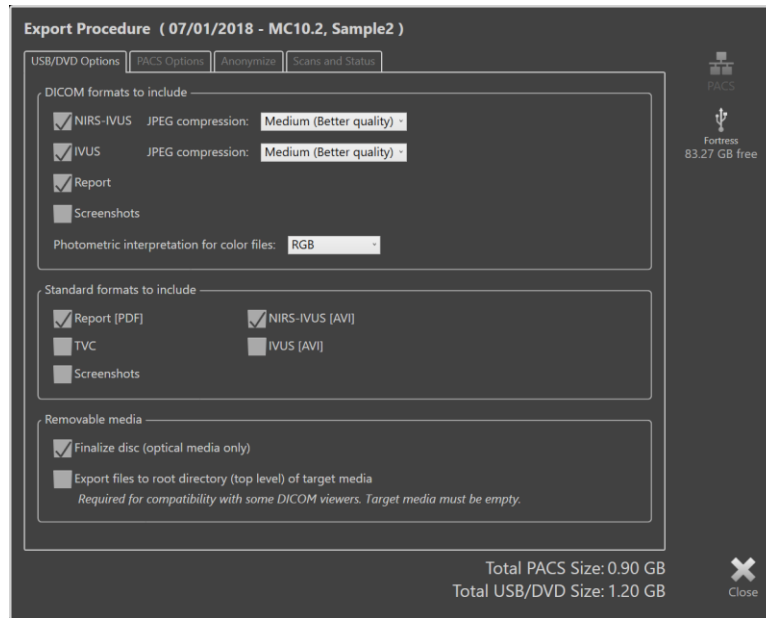 Export Procedure ( 07/01/2018 - MC10.2, Sample2 )
USB/DVD Options PACS Options Anonymize Scans and Status
DICOM formats to include
NIRS-IVUS JPEG compression: Medium (Better quality)
IVUS JPEG compression: Medium (Better quality)
Report
Screenshots
Photometric interpretation for color files: RGB
Standard formats to include
Report [PDF] NIRS-IVUS [AVI]
TVC IVUS [AVI]
Screenshots
Removable media
Finalize disc (optical media only)
Export files to root directory (top level) of target media
Required for compatibility with some DICOM viewers. Target media must be empty.
PACS
Fortress
83.27 GB free
Total PACS Size: 0.90 GB
Total USB/DVD Size: 1.20 GB
Close